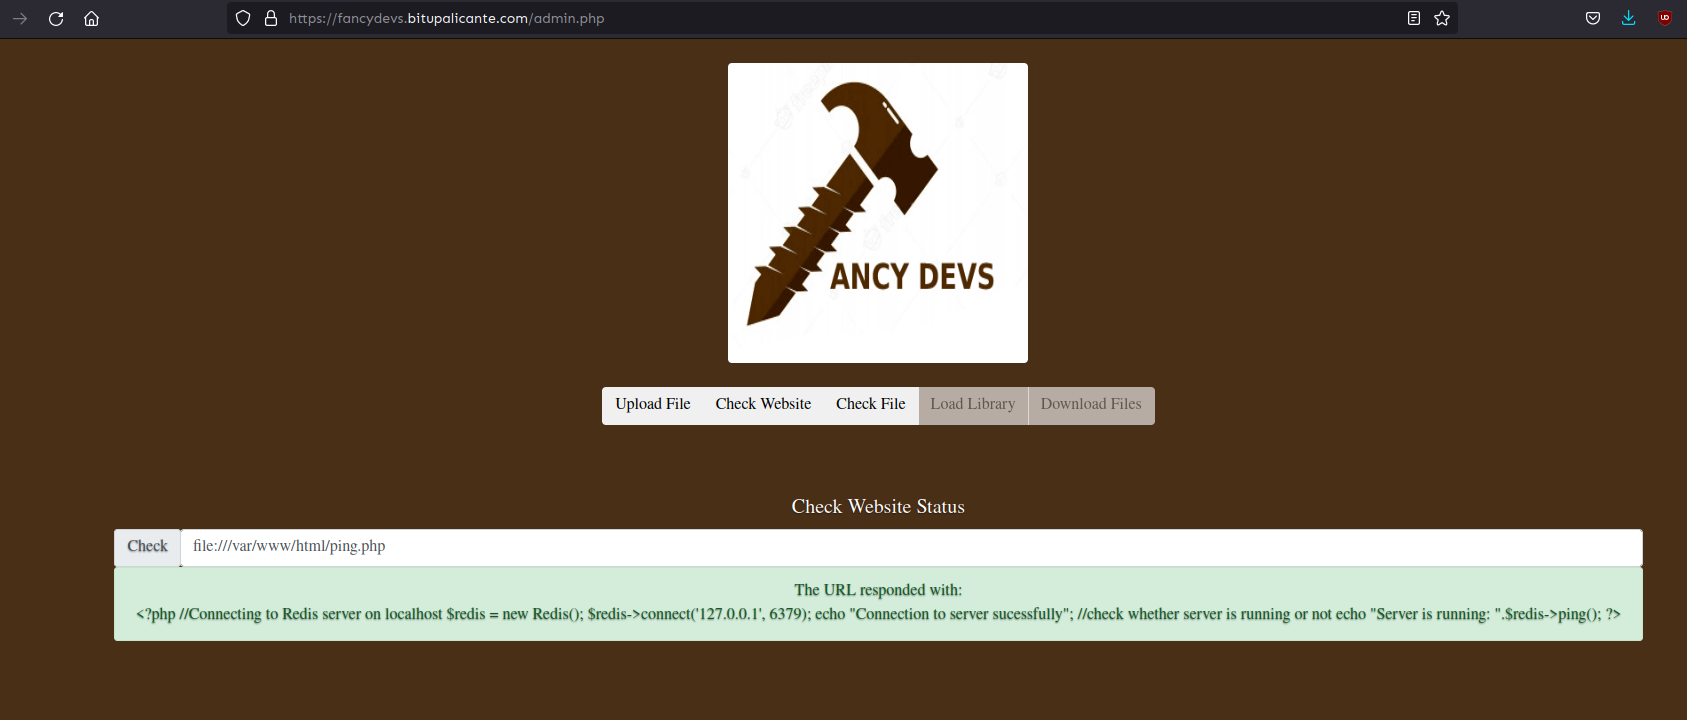 https://fancydevs.bitupalicante.com/admin.php
ANCY DEVS
Upload File Check Website Check File Load Library Download Files
Check Website Status
Check file:///var/www/html/ping.php
The URL responded with:
<?php //Connecting to Redis server on localhost $redis = new Redis(); $redis->connect('127.0.0.1', 6379); echo "Connection to server sucessfully"; //check whether server is running or not echo "Server is running: ".$redis->ping(); ?>